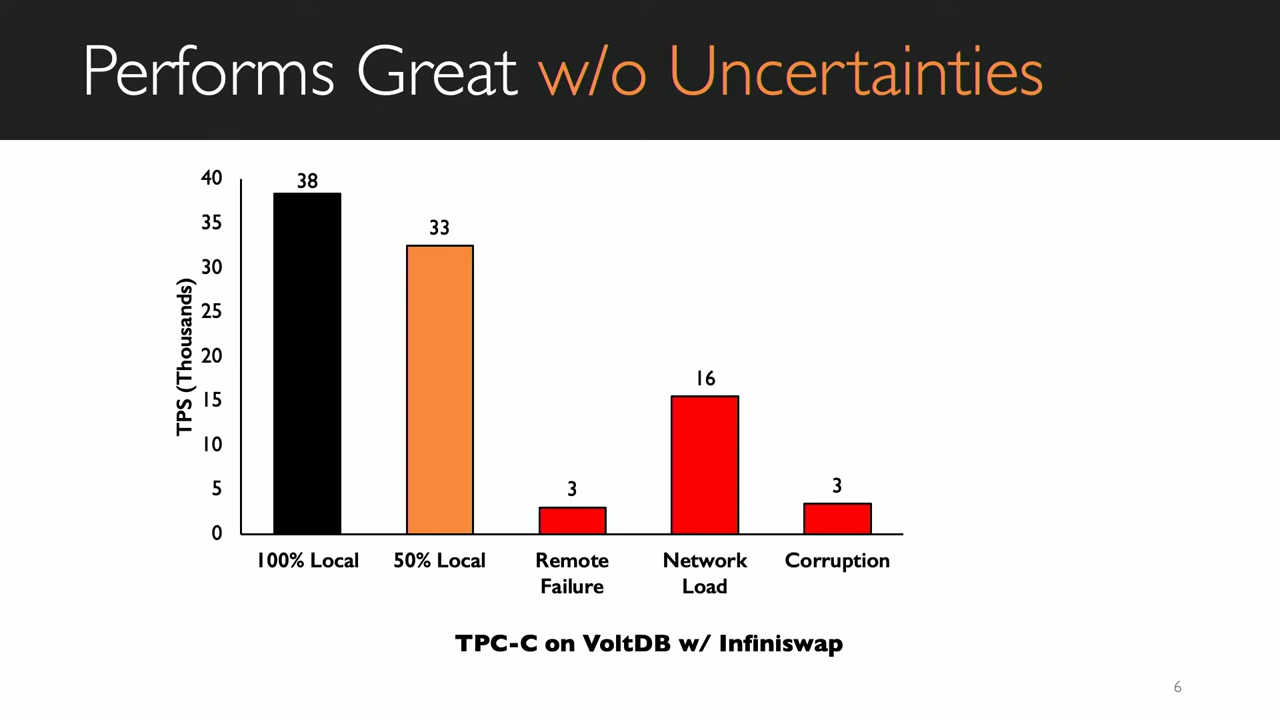 Performs Great w/o Uncertainties
TPS (Thousands)
40
35
30
25
20
15
10
5
0
38
33
3
16
3
100% Local
50% Local
Remote
Failure
Network
Load
Corruption
TPC-C on VoltDB w/ Infiniswap
6